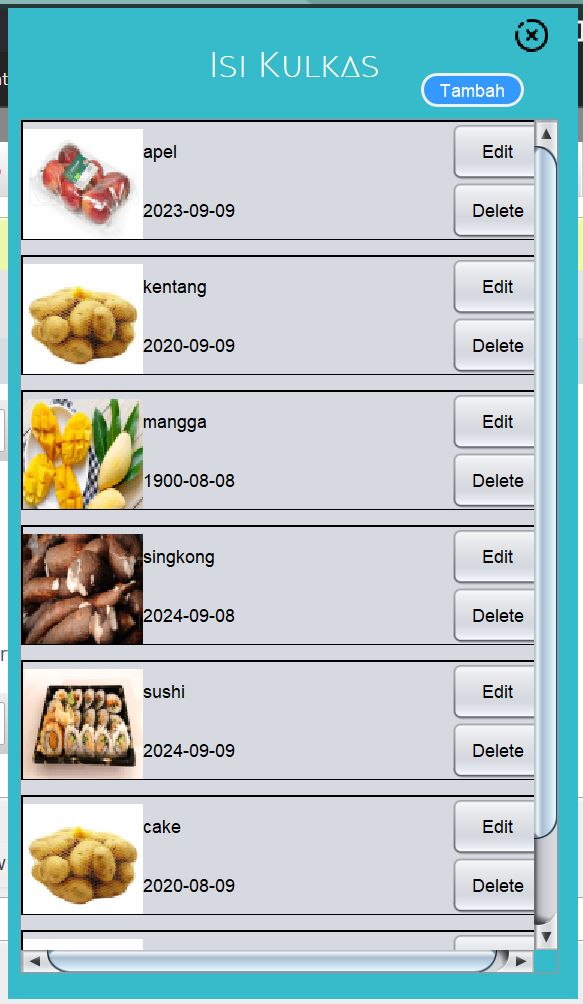 Isi Kulkas
Tambah
apel
Edit
2023-09-09
Delete
kentang
Edit
2020-09-09
Delete
mangga
Edit
1900-08-08
Delete
singkong
Edit
2024-09-08
Delete
sushi
Edit
2024-09-09
Delete
cake
Edit
2020-08-09
Delete